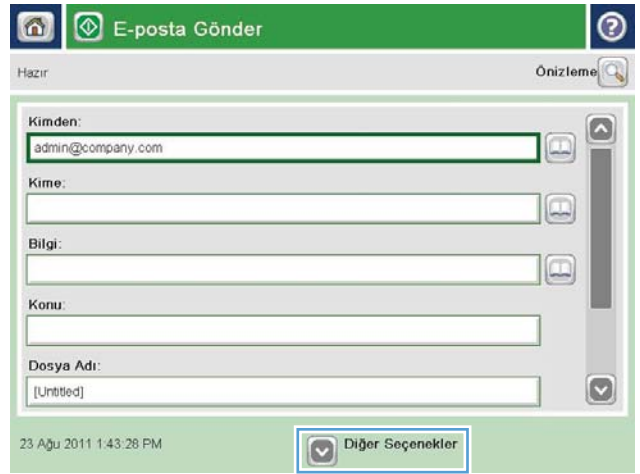 E-posta Gönder
Hazır
Önizleme
Kimden:
admin@company.com
Kime:
Bilgi:
Konu:
Dosya Adı:
[Untitled]
23 Ağu 2011 1:43:28 PM
Diğer Seçenekler